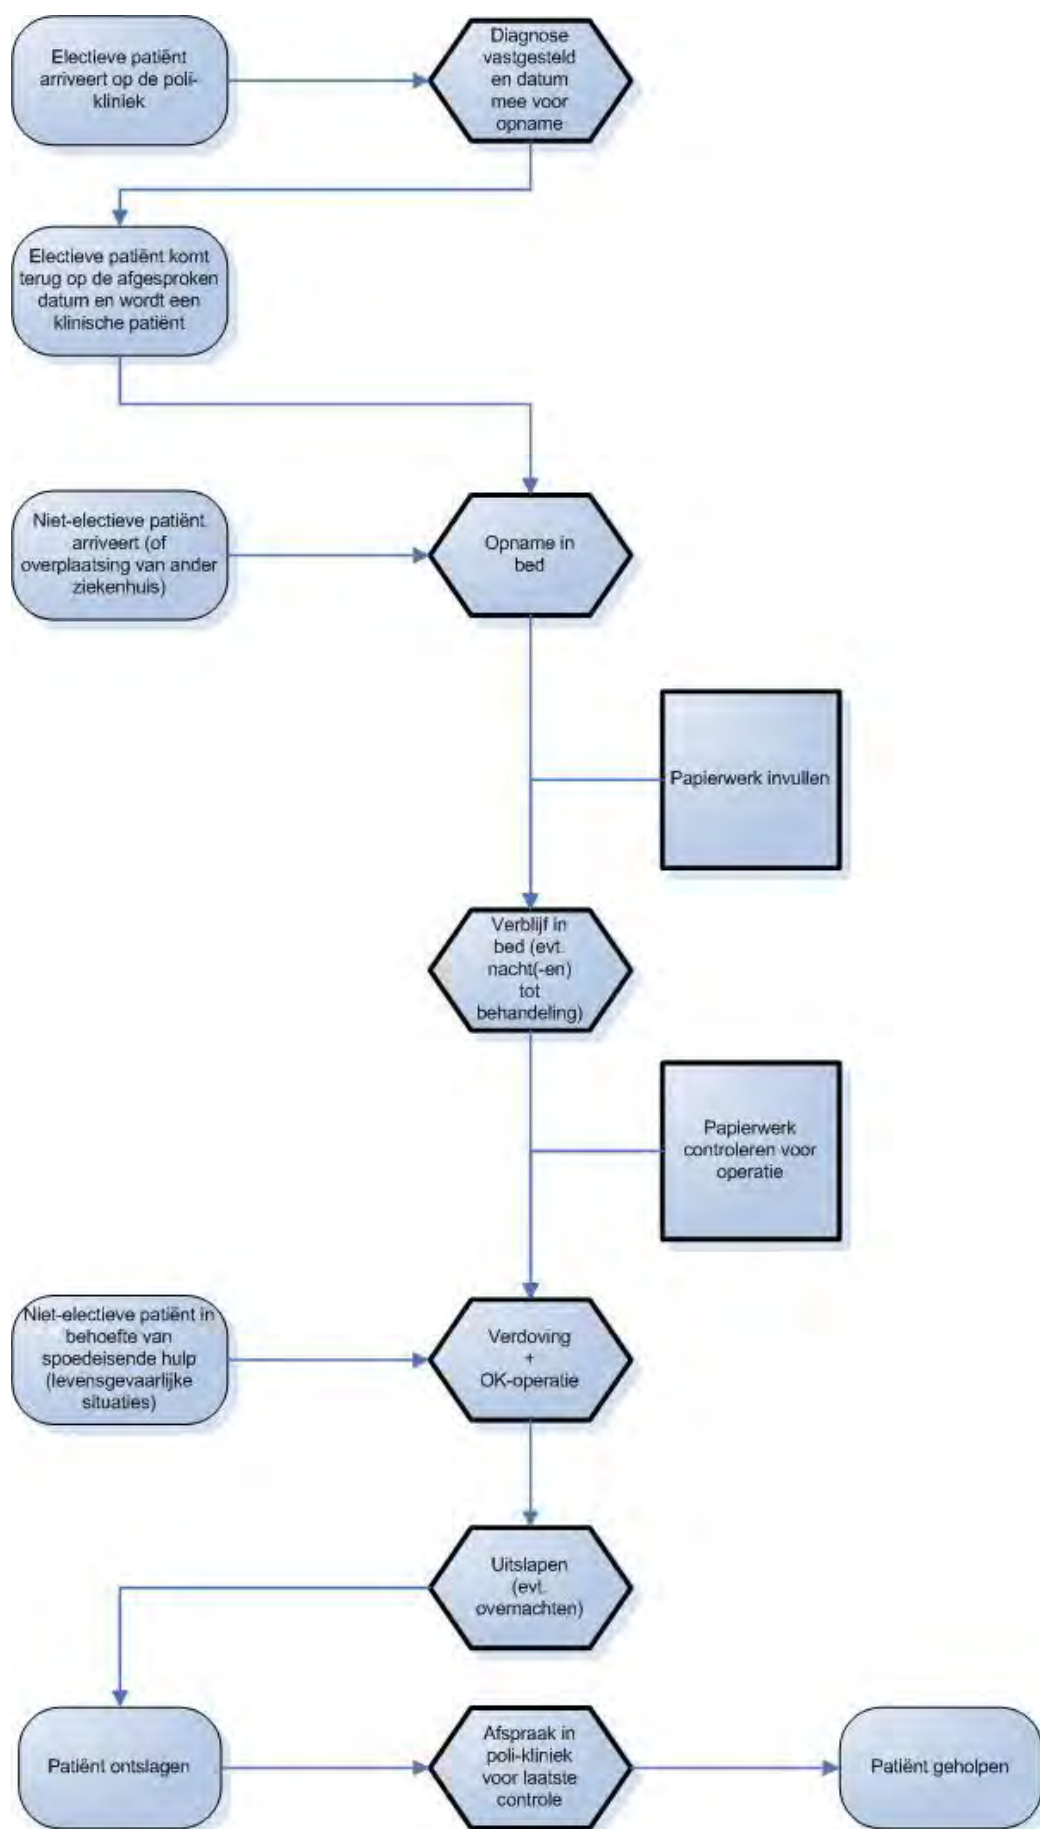 Electieve patiënt
arriveert op de poli-
kliniek
Diagnose
vastgesteld
en datum
mee voor
opname
Electieve patiënt komt
terug op de afgesproken
datum en wordt een
klinische patiënt
Niet-electieve patiënt
arriveert (of
overplaatsing van ander
ziekenhuis)
Opname in
bed
Papierwerk invullen
Verblijf in
bed (evt.
nacht(-en)
tot
behandeling)
Papierwerk
controleren voor
operatie
Niet-electieve patiënt in
behoefte van
spoedeisende hulp
(levensgevaarlijke
situaties)
Verdoving
+
OK-operatie
Uitslapen
(evt.
overnachten)
Patiënt ontslagen
Afspraak in
poli-kliniek
voor laatste
controle
Patiënt geholpen